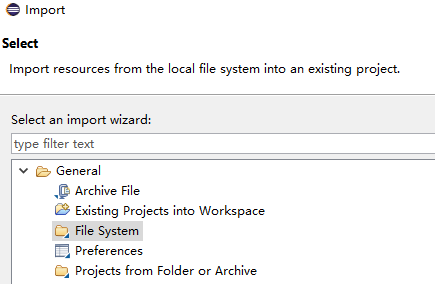 Import
Select
Import resources from the local file system into an existing project.
Select an import wizard:
type filter text
General
Archive File
Existing Projects into Workspace
File System
Preferences
Projects from Folder or Archive